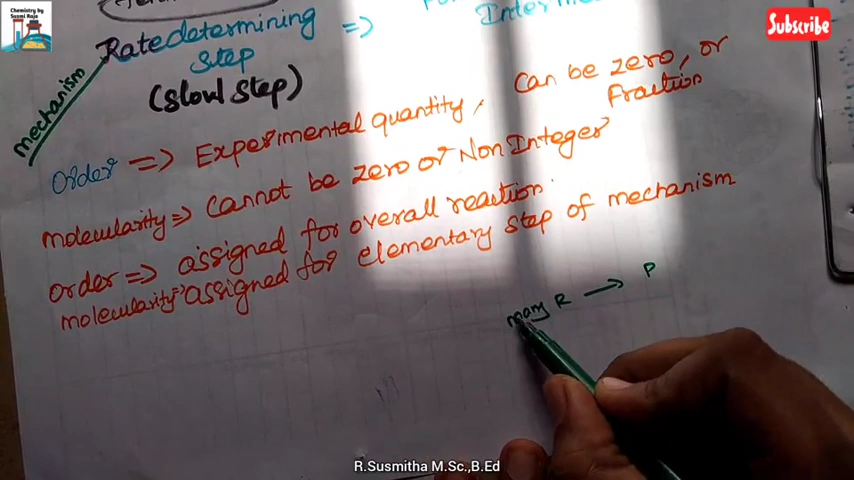 Chemistry by
Susmi Raja
Subscribe
Rate determining
Step
=>
(slow step)
mechanism
Order => Experimental quantity, can be zero, or
Fraction
molecularity => Cannot be zero or Non Integer
order => assigned for overall reaction.
molecularity => assigned for elementary step of mechanism
many R → P
R.Susmitha M.Sc.,B.Ed